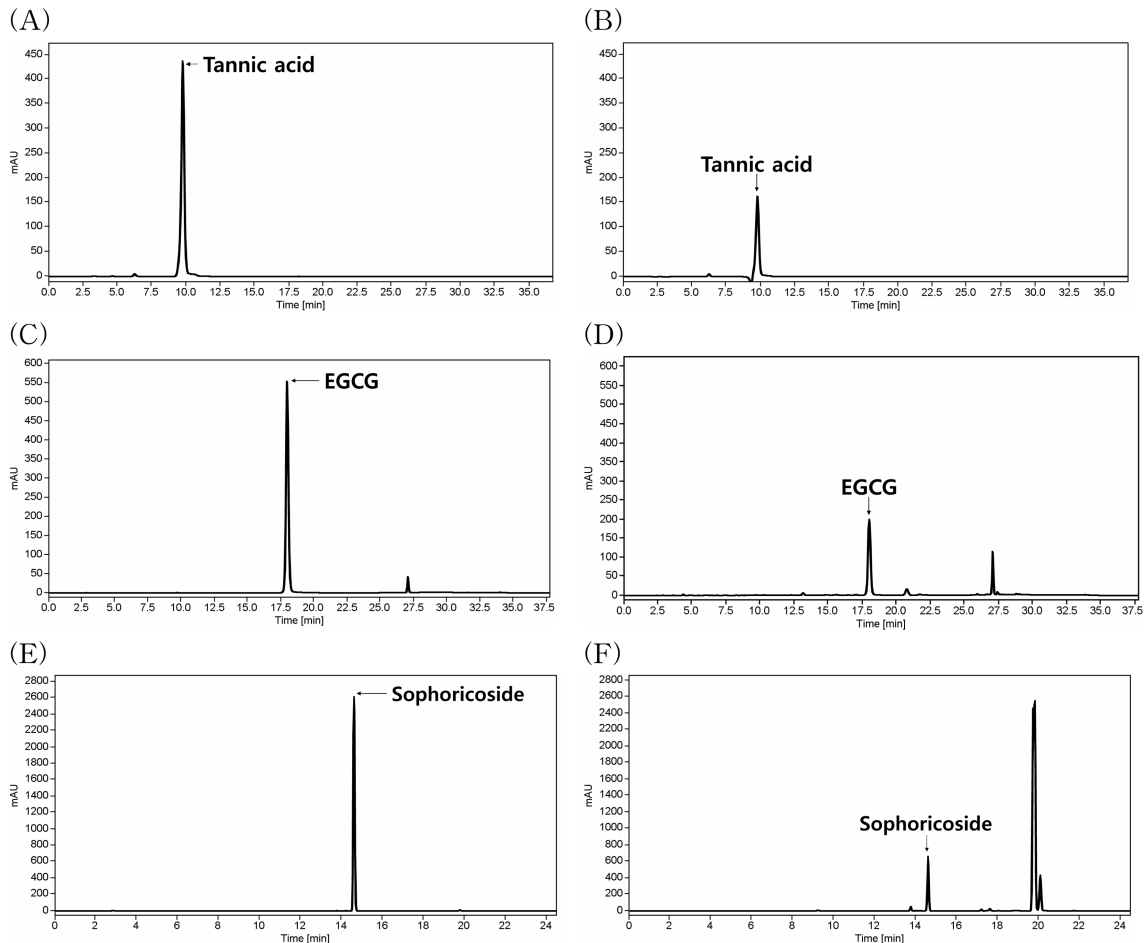 (A)
450
400
350
300
250
200
150
100
50
0
mAU
Tannic acid
0.0 2.5 5.0 7.5 10.0 12.5 15.0 17.5 20.0 22.5 25.0 27.5 30.0 32.5 35.0
Time [min]
(B)
450
400
350
300
250
200
150
100
50
0
mAU
Tannic acid
0.0 2.5 5.0 7.5 10.0 12.5 15.0 17.5 20.0 22.5 25.0 27.5 30.0 32.5 35.0
Time [min]
(C)
600
550
500
450
400
350
300
250
200
150
100
50
0
mAU
EGCG
0.0 2.5 5.0 7.5 10.0 12.5 15.0 17.5 20.0 22.5 25.0 27.5 30.0 32.5 35.0 37.5
Time [min]
(D)
600
550
500
450
400
350
300
250
200
150
100
50
0
mAU
EGCG
0.0 2.5 5.0 7.5 10.0 12.5 15.0 17.5 20.0 22.5 25.0 27.5 30.0 32.5 35.0 37.5
Time [min]
(E)
2800
2600
2400
2200
2000
1800
1600
1400
1200
1000
800
600
400
200
0
mAU
Sophoricoside
0 2 4 6 8 10 12 14 16 18 20 22 24
Time [min]
(F)
2800
2600
2400
2200
2000
1800
1600
1400
1200
1000
800
600
400
200
0
mAU
Sophoricoside
0 2 4 6 8 10 12 14 16 18 20 22 24
Time [min]